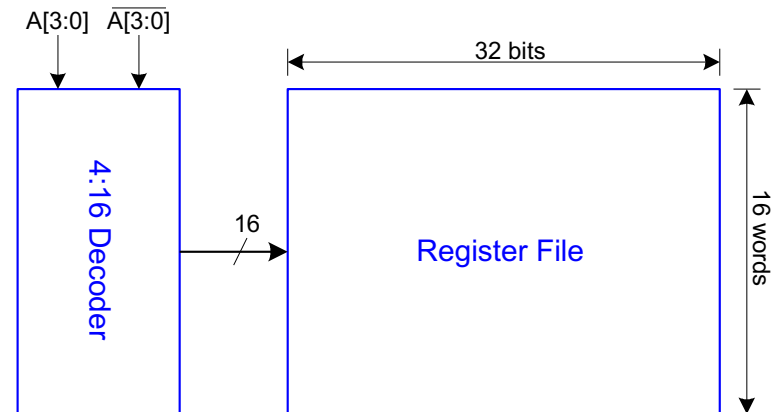 A[3:0] A[3:0]
32 bits
4:16 Decoder
16
Register File
16 words